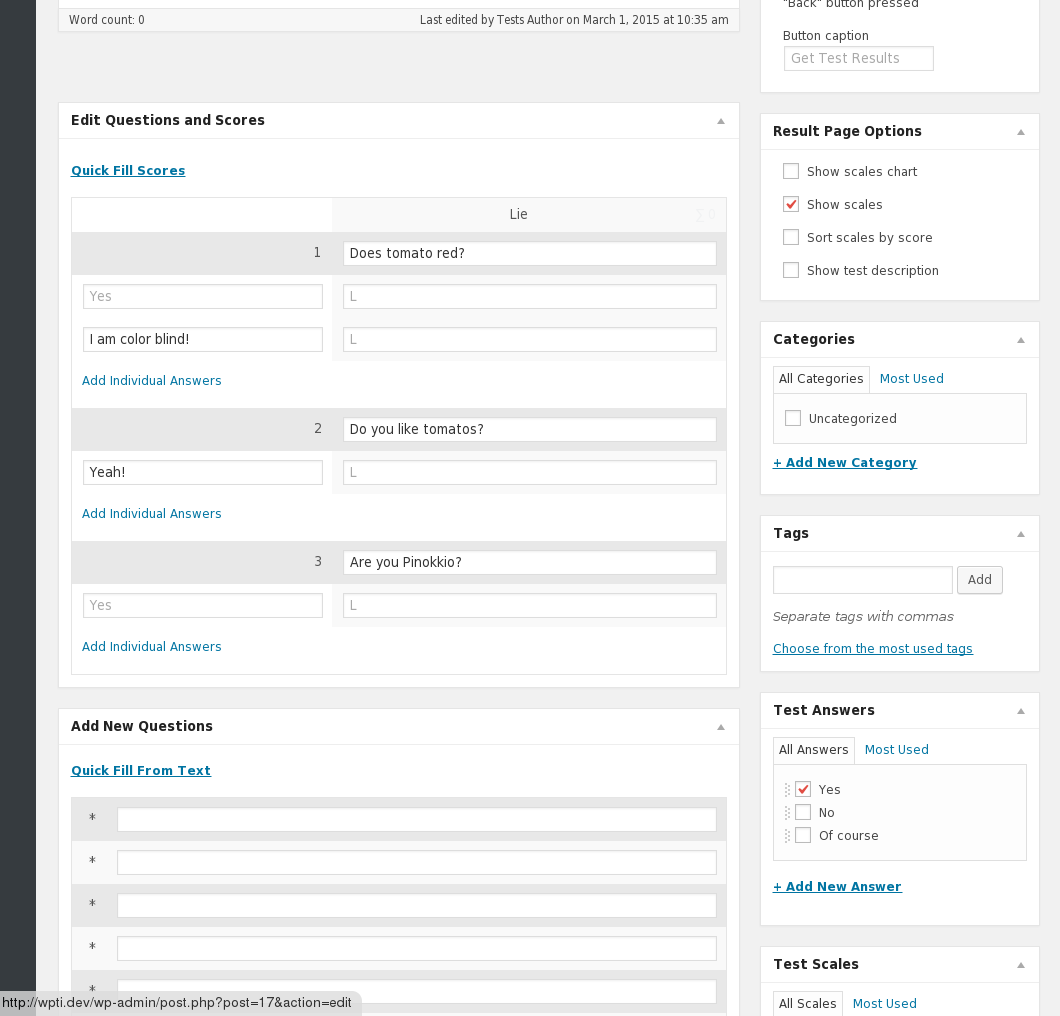 Word count: 0
Last edited by Tests Author on March 1, 2015 at 10:35 am
Edit Questions and Scores
Quick Fill Scores
Lie
∑ 0
1
Does tomato red?
Yes
L
I am color blind!
L
Add Individual Answers
2
Do you like tomatos?
Yeah!
L
Add Individual Answers
3
Are you Pinokkio?
Yes
L
Add Individual Answers
Add New Questions
Quick Fill From Text
*
*
*
*
*
http://wpti.dev/wp-admin/post.php?post=17&action=edit
"Back" button pressed
Button caption
Get Test Results
Result Page Options
Show scales chart
Show scales
Sort scales by score
Show test description
Categories
All Categories
Most Used
Uncategorized
+ Add New Category
Tags
Add
Separate tags with commas
Choose from the most used tags
Test Answers
All Answers
Most Used
Yes
No
Of course
+ Add New Answer
Test Scales
All Scales
Most Used